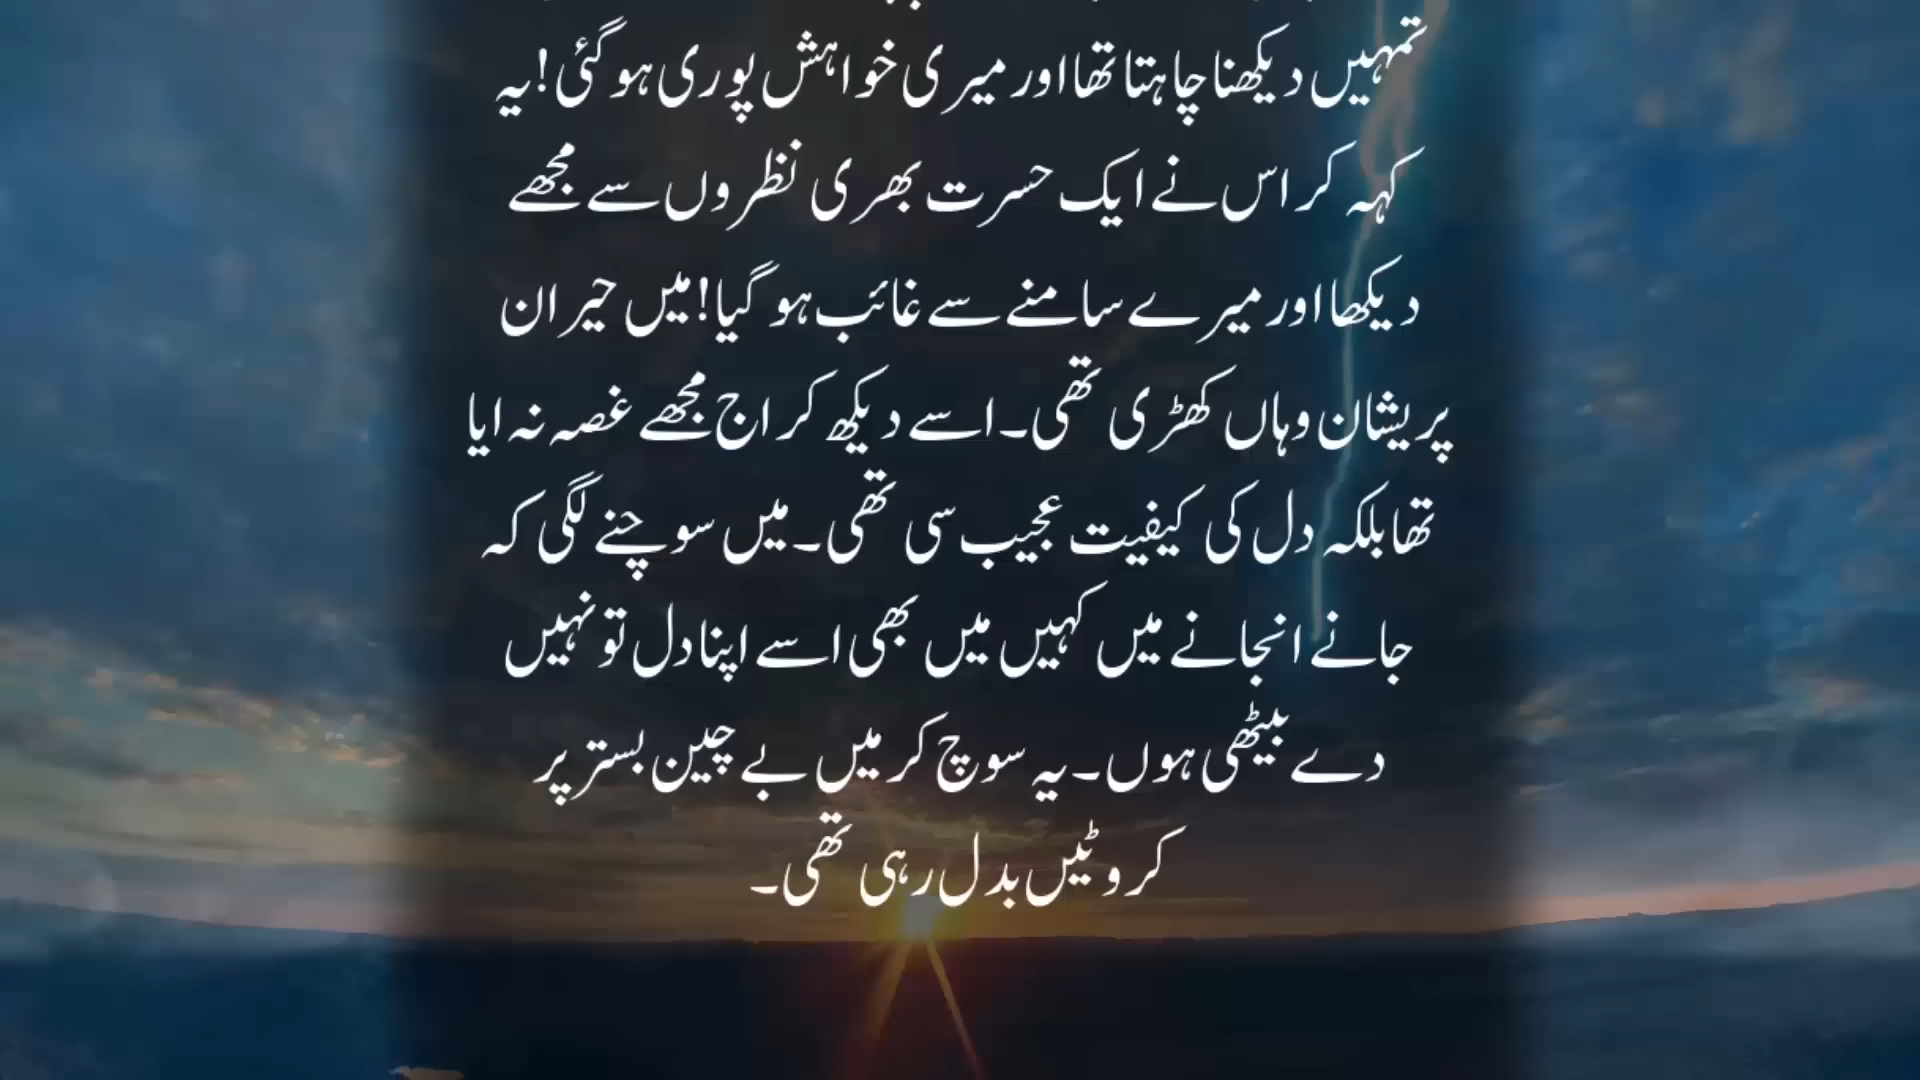 تمہیں دیکھنا چاہتا تھا اور میری خواہش پوری ہو گئی! یہ
کہہ کر اس نے ایک حسرت بھری نظروں سے مجھے
دیکھا اور میرے سامنے سے غائب ہو گیا! میں حیران
پریشان وہاں کھڑی تھی۔ اسے دیکھ کر اج مجھے غصہ نہ ایا
تھا بلکہ دل کی کیفیت عجیب سی تھی۔ میں سوچنے لگی کہ
جانے انجانے میں کہیں میں بھی اسے اپنا دل تو نہیں
دے بیٹھی ہوں۔ یہ سوچ کر میں بے چین بستر پر
کروٹیں بدل رہی تھی۔